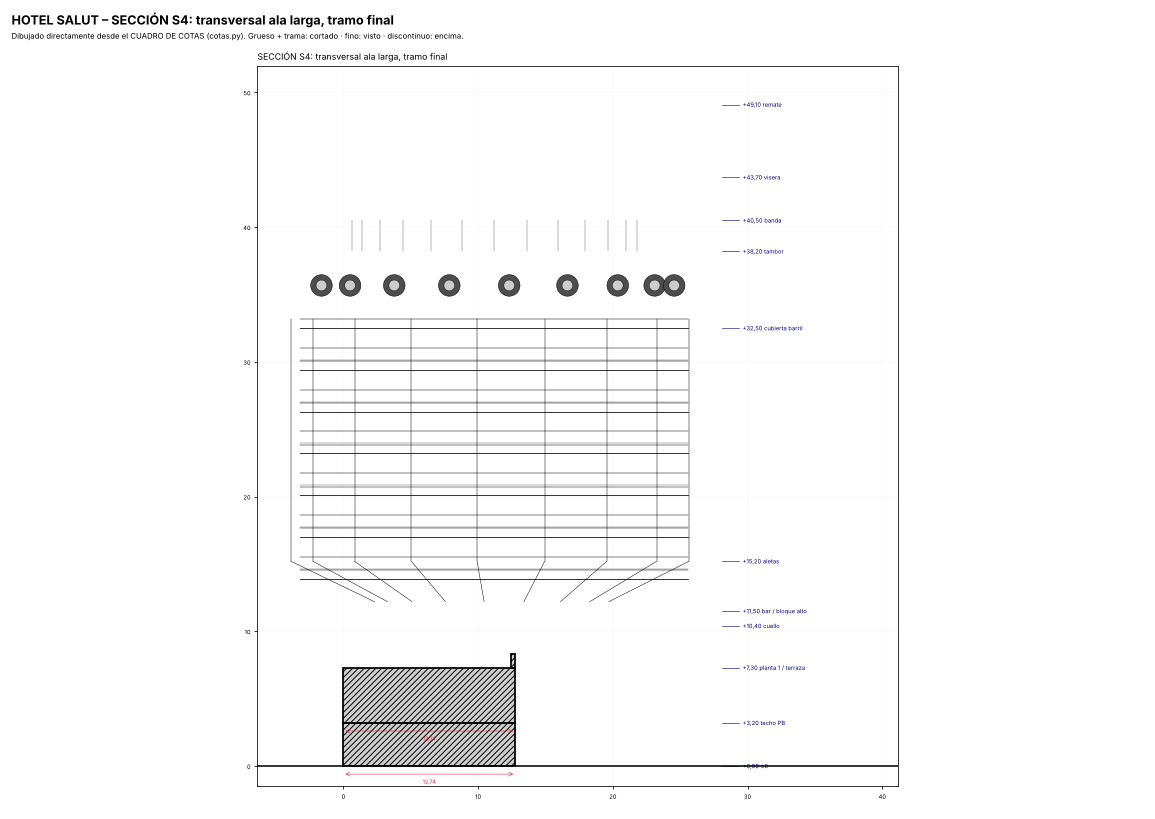 HOTEL SALUT – SECCIÓN S4: transversal ala larga, tramo final
Dibujado directamente desde el CUADRO DE COTAS (cotas.py). Grueso + trama: cortado · fino: visto · discontinuo: encima.
SECCIÓN S4: transversal ala larga, tramo final
50
+49,10 remate
+43,70 visera
+40,50 banda
40
+38,20 tambor
+32,50 cubierta barril
30
20
+15,20 aletas
+11,50 bar / bloque alto
10
+10,40 cuello
+7,30 planta 1 / terraza
+3,20 techo PB
0
12,74
0
10
20
30
40